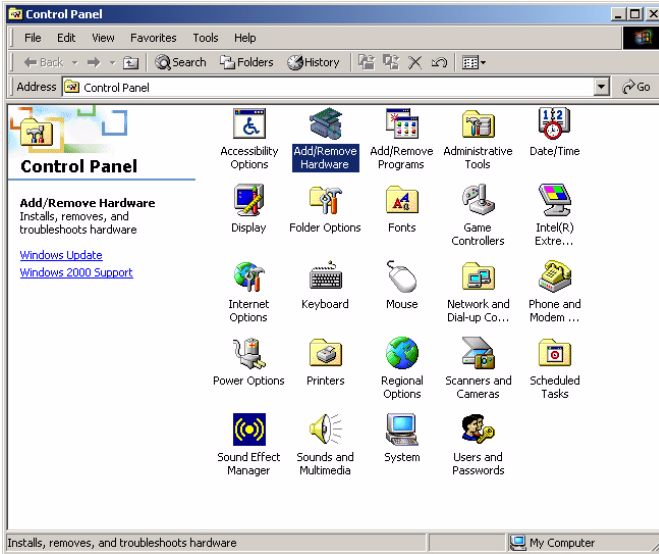 Control Panel
File Edit View Favorites Tools Help
Back Search Folders History
Address Control Panel Go
Control Panel
Add/Remove Hardware
Installs, removes, and
troubleshoots hardware
Windows Update
Windows 2000 Support
Accessibility
Options
Add/Remove
Hardware
Add/Remove
Programs
Administrative
Tools
Date/Time
12
Display
Folder Options
Fonts
Game
Controllers
Intel(R)
Extre...
Internet
Options
Keyboard
Mouse
Network and
Dial-up Co...
Phone and
Modem ...
Power Options
Printers
Regional
Options
Scanners and
Cameras
Scheduled
Tasks
Sound Effect
Manager
Sounds and
Multimedia
System
Users and
Passwords
Installs, removes, and troubleshoots hardware
My Computer